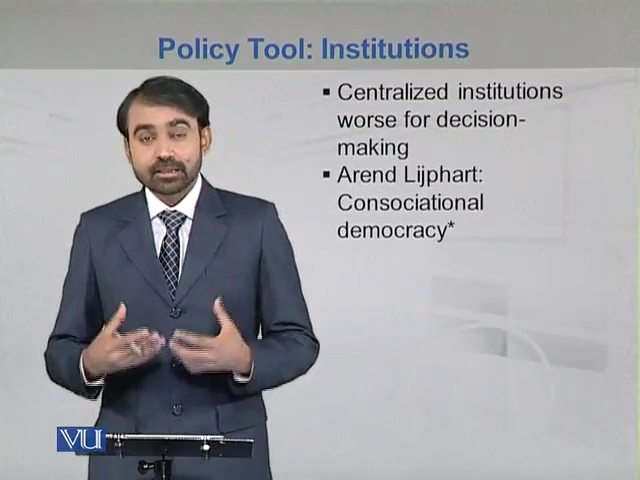 Policy Tool: Institutions
▪ Centralized institutions
worse for decision-
making
▪ Arend Lijphart:
Consociational
democracy*
VU